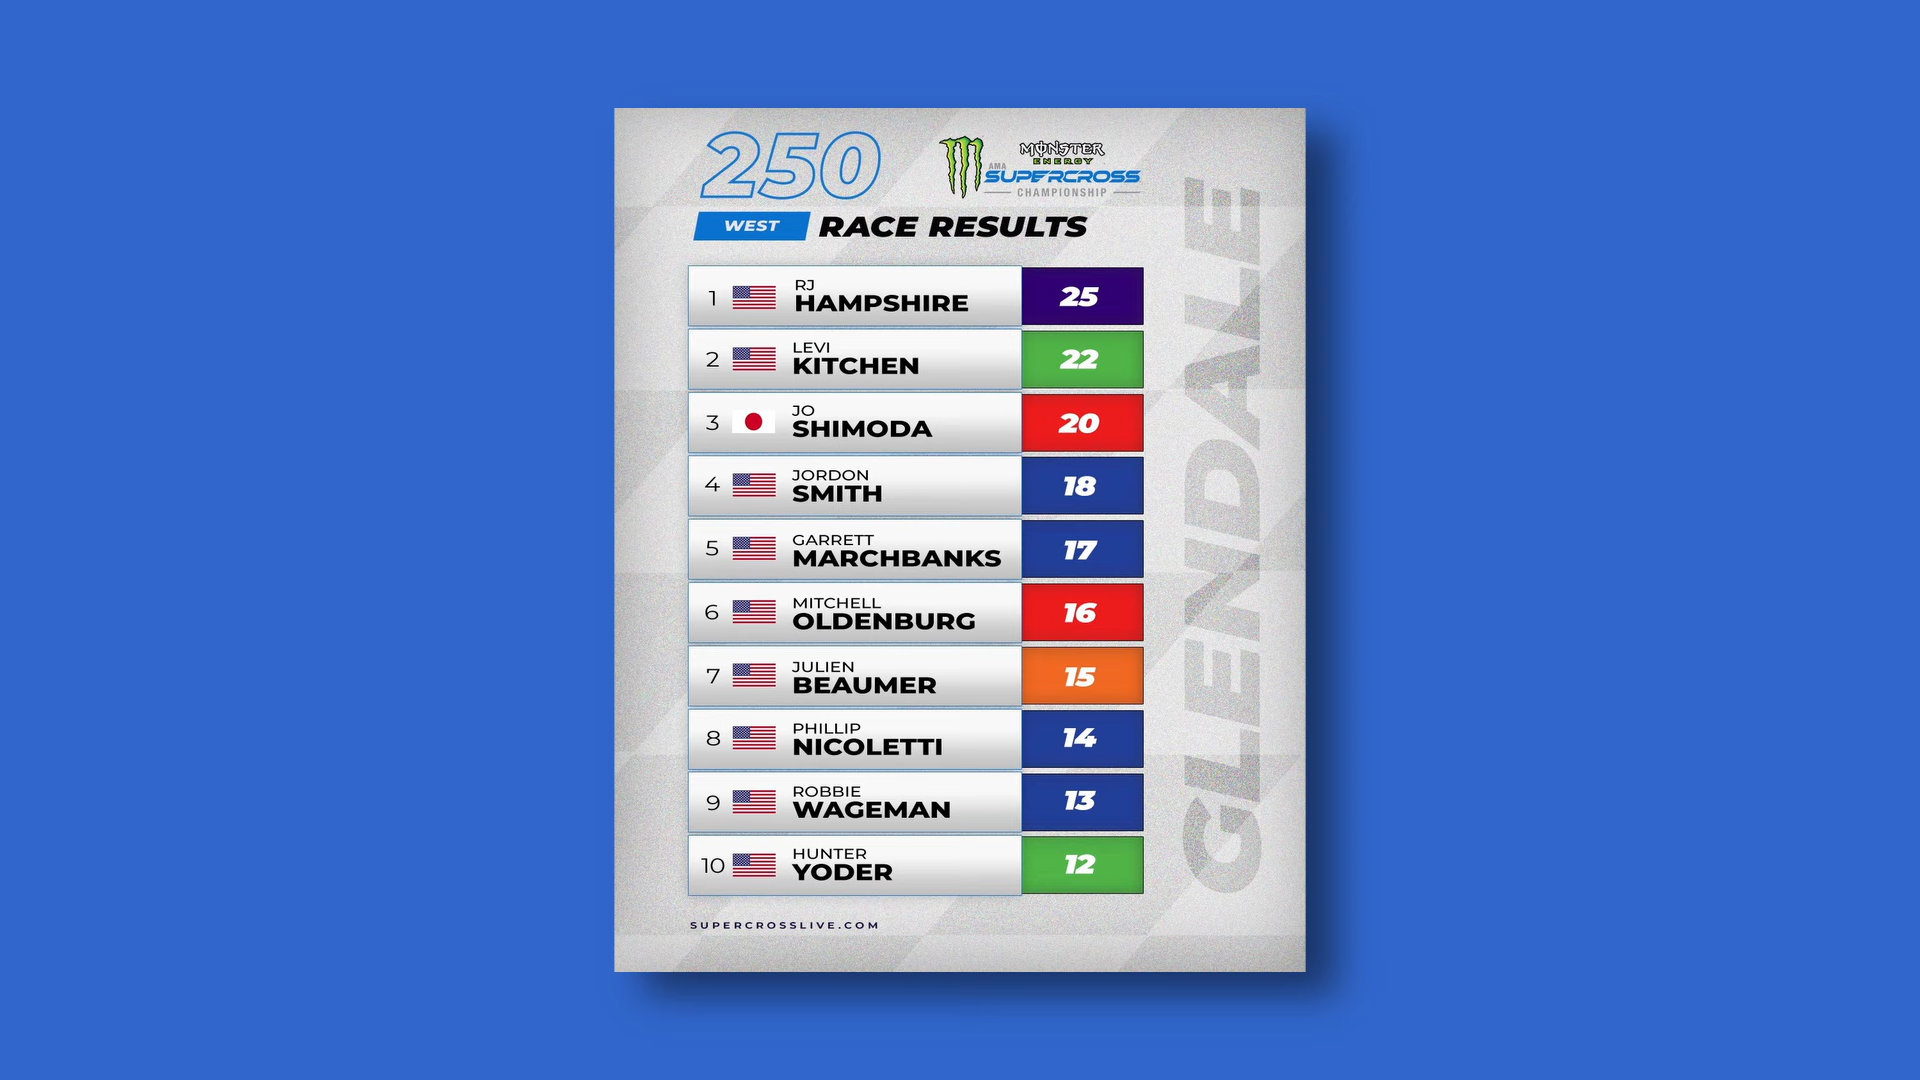 250
MONSTER
ENERGY
AMA
SUPERCROSS
CHAMPIONSHIP
WEST RACE RESULTS
1 RJ HAMPSHIRE 25
2 LEVI KITCHEN 22
3 JO SHIMODA 20
4 JORDON SMITH 18
5 GARRETT MARCHBANKS 17
6 MITCHELL OLDENBURG 16
7 JULIEN BEAUMER 15
8 PHILLIP NICOLETTI 14
9 ROBBIE WAGEMAN 13
10 HUNTER YODER 12
GLENDALE
SUPERCROSSLIVE.COM